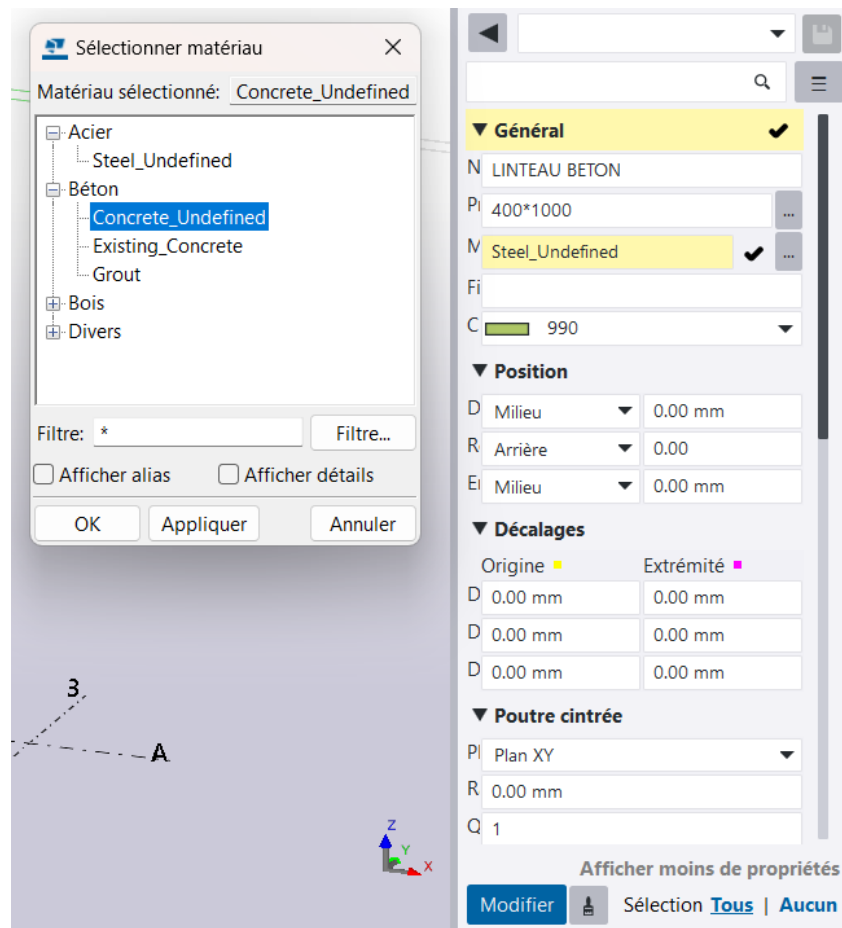 Sélectionner matériau
Matériau sélectionné: Concrete_Undefined
Acier
Steel_Undefined
Béton
Concrete_Undefined
Existing_Concrete
Grout
Bois
Divers
Filtre: * Filtre...
Afficher alias Afficher détails
OK Appliquer Annuler
3
A
Z
Y
X
Général
N LINTEAU BETON
Pr 400*1000 ...
M Steel_Undefined ...
Fi
C 990
Position
D Milieu 0.00 mm
R Arrière 0.00
Er Milieu 0.00 mm
Décalages
Origine Extrémité
D 0.00 mm 0.00 mm
D 0.00 mm 0.00 mm
D 0.00 mm 0.00 mm
Poutre cintrée
Pl Plan XY
R 0.00 mm
Q 1
Afficher moins de propriétés
Modifier Sélection Tous | Aucun